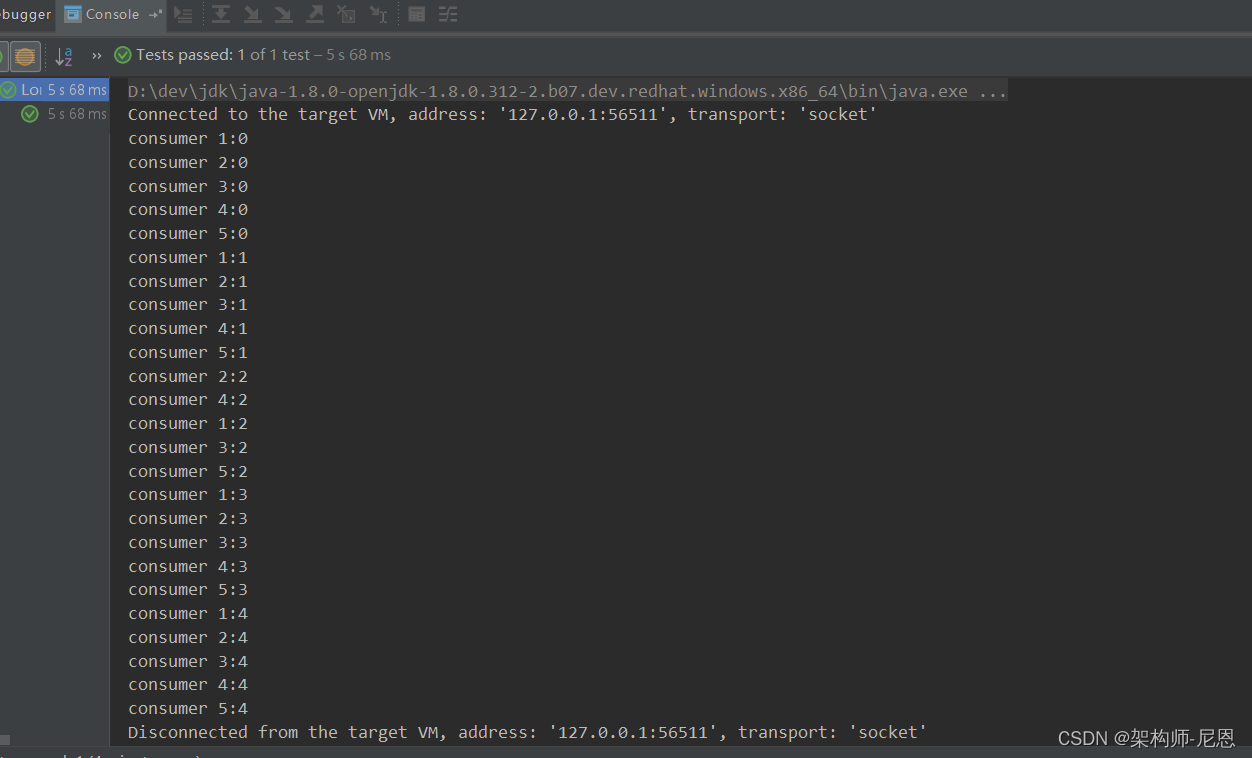 ebugger Console
Tests passed: 1 of 1 test – 5 s 68 ms
Loi 5 s 68 ms
5 s 68 ms
D:\dev\jdk\java-1.8.0-openjdk-1.8.0.312-2.b07.dev.redhat.windows.x86_64\bin\java.exe ...
Connected to the target VM, address: '127.0.0.1:56511', transport: 'socket'
consumer 1:0
consumer 2:0
consumer 3:0
consumer 4:0
consumer 5:0
consumer 1:1
consumer 2:1
consumer 3:1
consumer 4:1
consumer 5:1
consumer 2:2
consumer 4:2
consumer 1:2
consumer 3:2
consumer 5:2
consumer 1:3
consumer 2:3
consumer 3:3
consumer 4:3
consumer 5:3
consumer 1:4
consumer 2:4
consumer 3:4
consumer 4:4
consumer 5:4
Disconnected from the target VM, address: '127.0.0.1:56511', transport: 'socket'
CSDN @架构师-尼恩